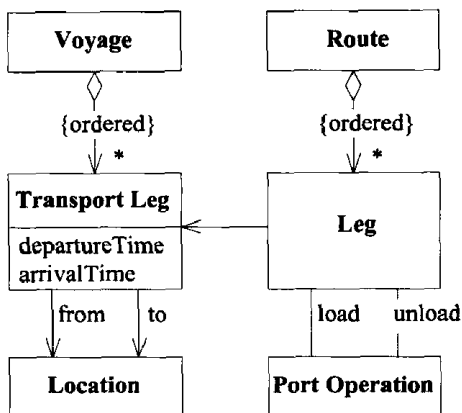 Voyage
Route
{ordered}
{ordered}
*
*
Transport Leg
departureTime
arrivalTime
Leg
from
to
load
unload
Location
Port Operation